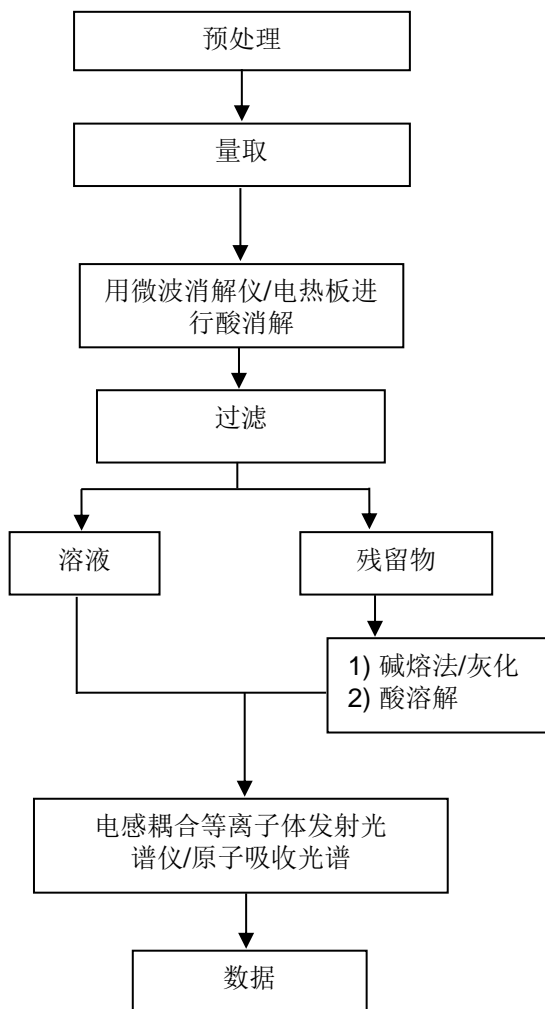 预处理
量取
用微波消解仪/电热板进
行酸消解
过滤
溶液
残留物
1) 碱熔法/灰化
2) 酸溶解
电感耦合等离子体发射光
谱仪/原子吸收光谱
数据